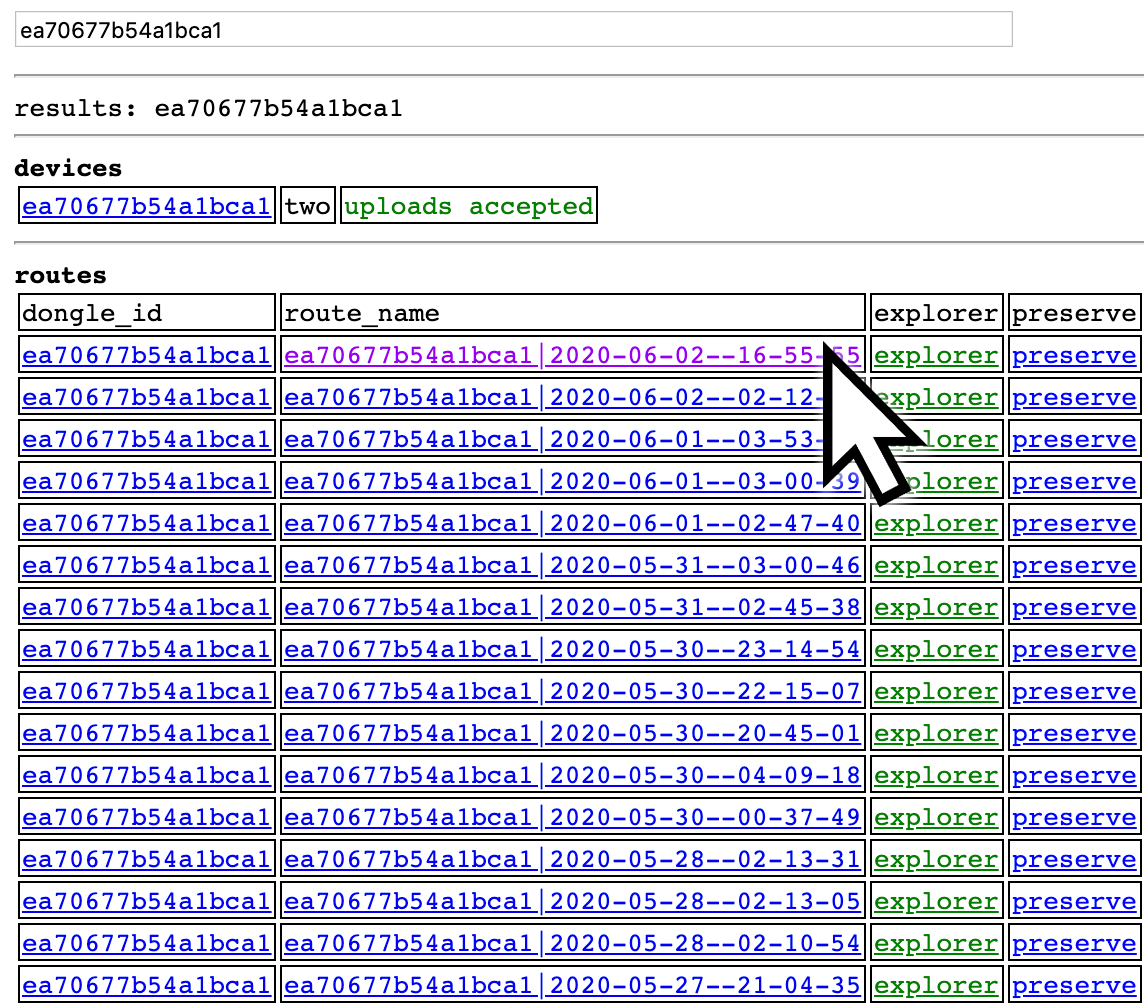 ea70677b54a1bca1
results: ea70677b54a1bca1
devices
ea70677b54a1bca1 two uploads accepted
routes
dongle_id route_name explorer preserve
ea70677b54a1bca1 ea70677b54a1bca1|2020-06-02--16-55-55 explorer preserve
ea70677b54a1bca1 ea70677b54a1bca1|2020-06-02--02-12- explorer preserve
ea70677b54a1bca1 ea70677b54a1bca1|2020-06-01--03-53- explorer preserve
ea70677b54a1bca1 ea70677b54a1bca1|2020-06-01--03-00-39 explorer preserve
ea70677b54a1bca1 ea70677b54a1bca1|2020-06-01--02-47-40 explorer preserve
ea70677b54a1bca1 ea70677b54a1bca1|2020-05-31--03-00-46 explorer preserve
ea70677b54a1bca1 ea70677b54a1bca1|2020-05-31--02-45-38 explorer preserve
ea70677b54a1bca1 ea70677b54a1bca1|2020-05-30--23-14-54 explorer preserve
ea70677b54a1bca1 ea70677b54a1bca1|2020-05-30--22-15-07 explorer preserve
ea70677b54a1bca1 ea70677b54a1bca1|2020-05-30--20-45-01 explorer preserve
ea70677b54a1bca1 ea70677b54a1bca1|2020-05-30--04-09-18 explorer preserve
ea70677b54a1bca1 ea70677b54a1bca1|2020-05-30--00-37-49 explorer preserve
ea70677b54a1bca1 ea70677b54a1bca1|2020-05-28--02-13-31 explorer preserve
ea70677b54a1bca1 ea70677b54a1bca1|2020-05-28--02-13-05 explorer preserve
ea70677b54a1bca1 ea70677b54a1bca1|2020-05-28--02-10-54 explorer preserve
ea70677b54a1bca1 ea70677b54a1bca1|2020-05-27--21-04-35 explorer preserve